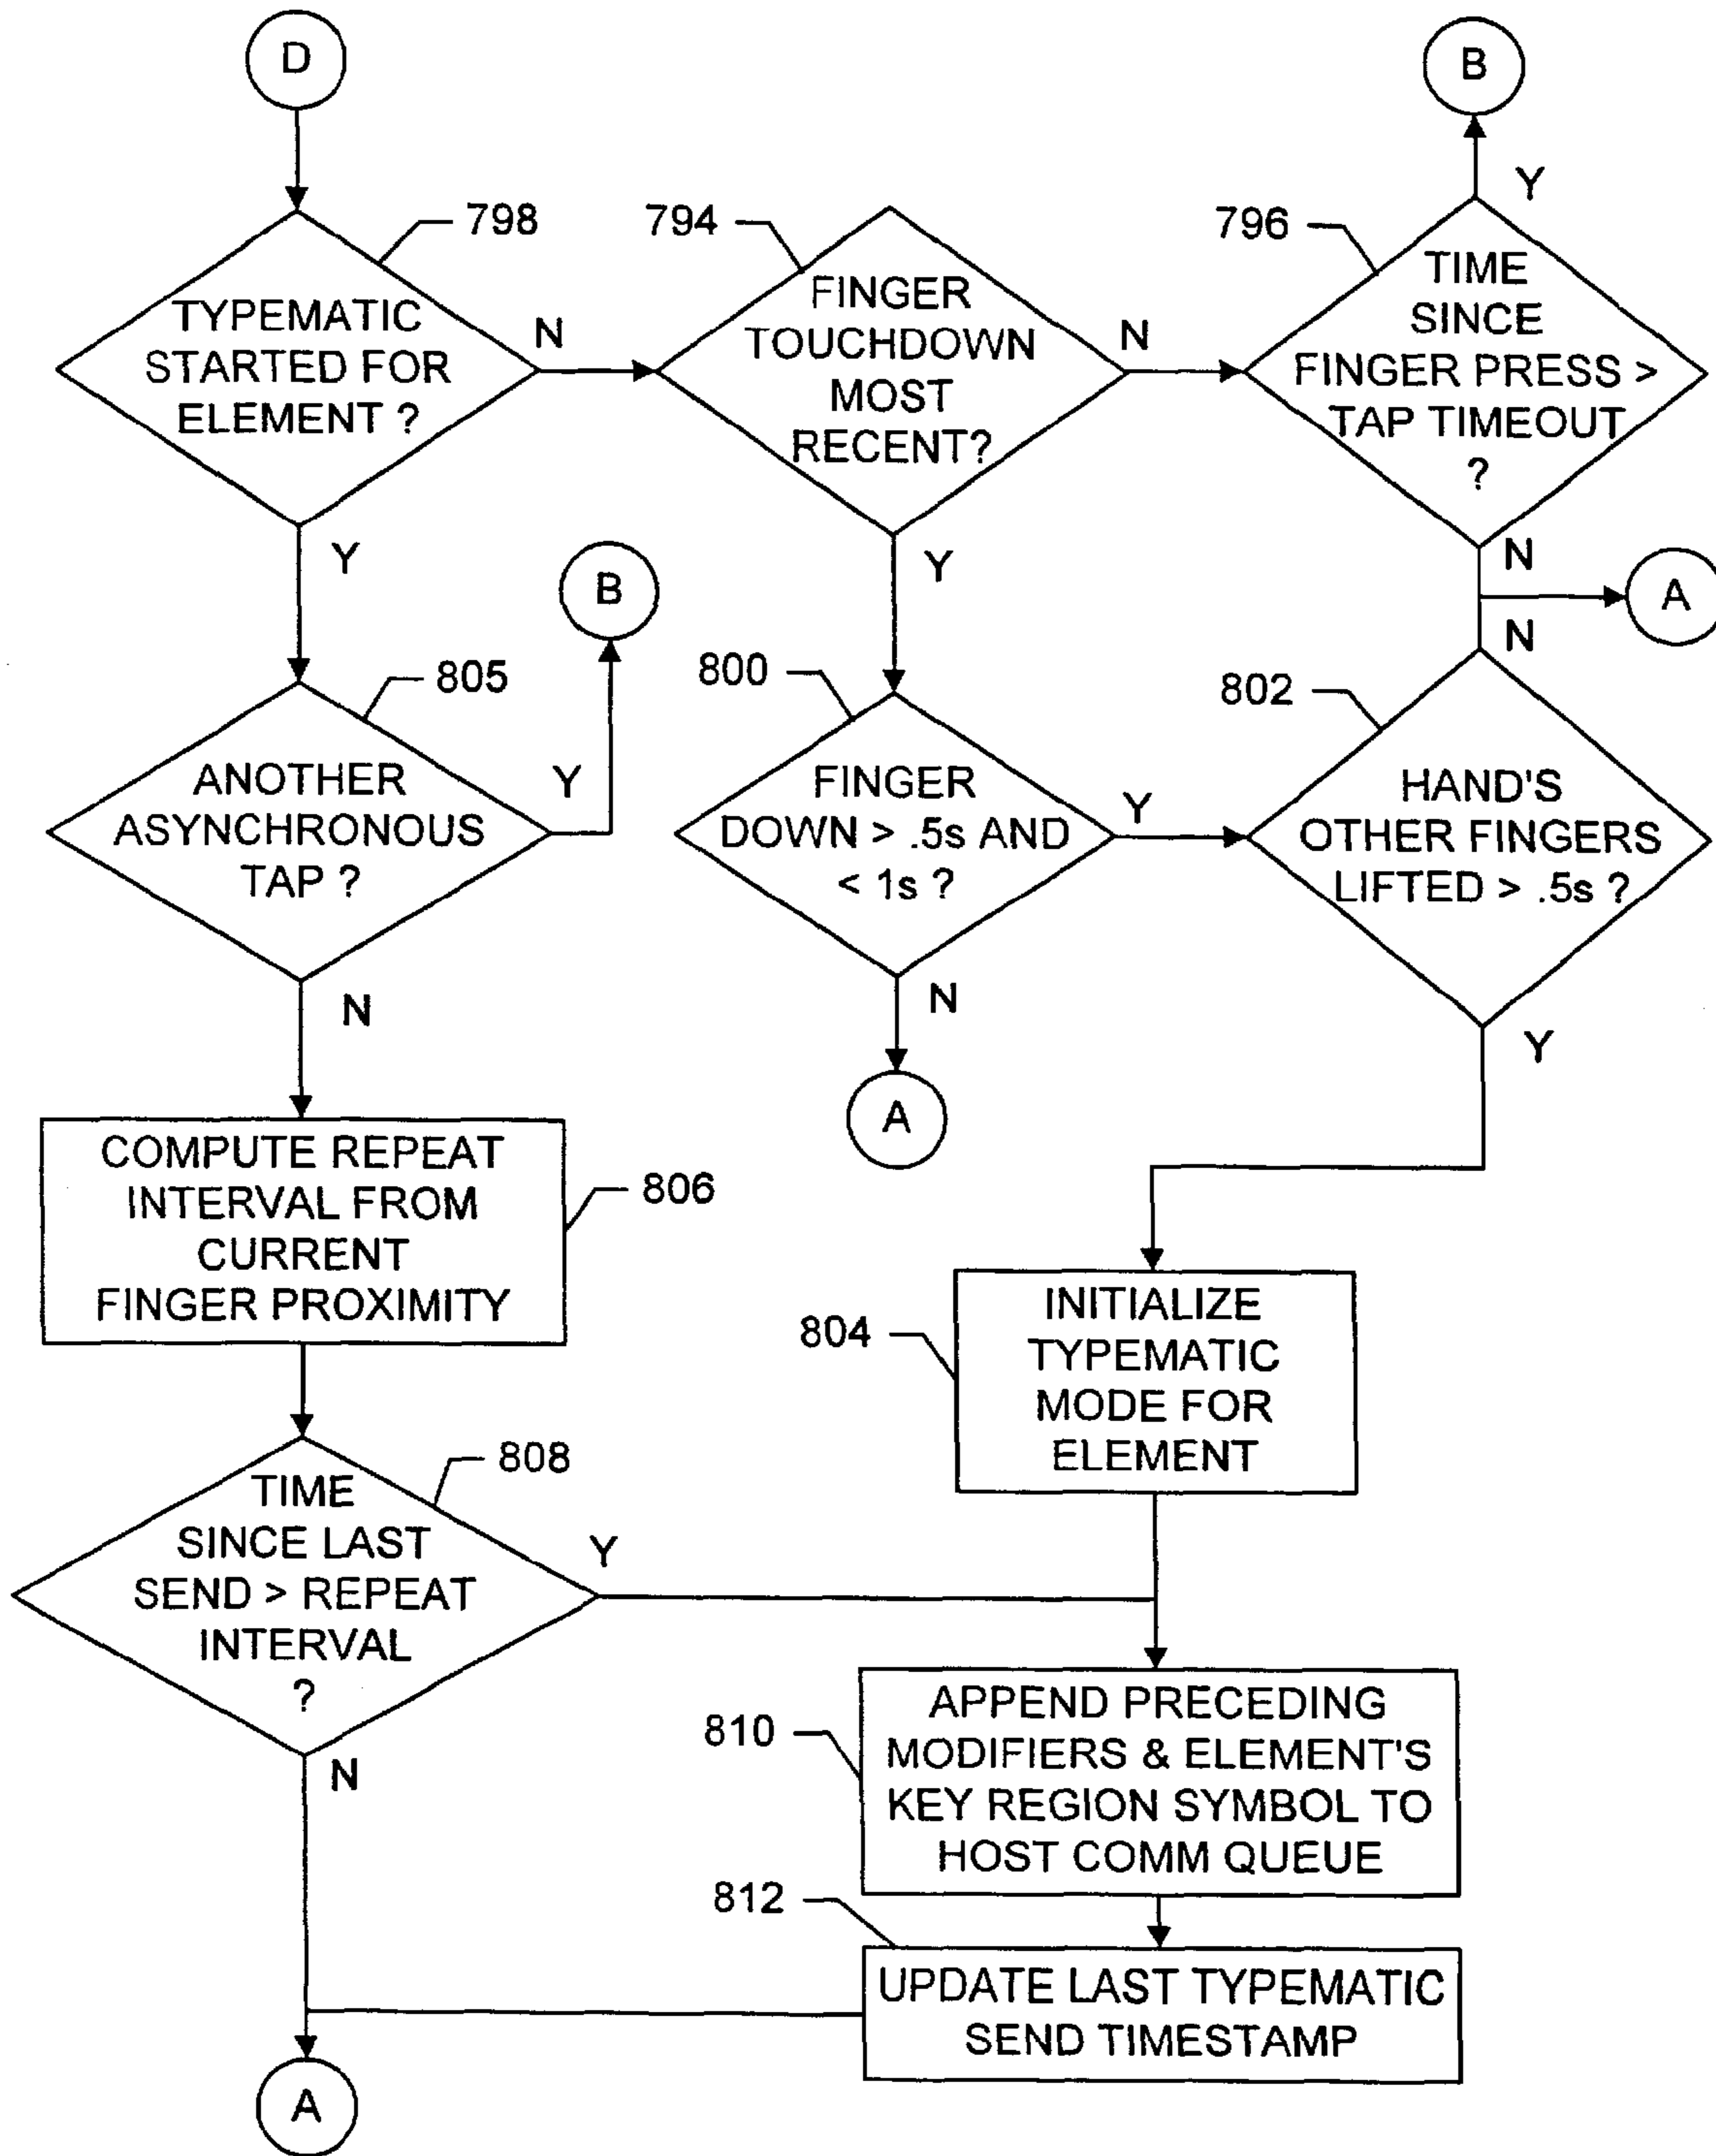 D
B
798
794
796
Y
TYPEMATIC
STARTED FOR
ELEMENT ?
N
FINGER
TOUCHDOWN
MOST
RECENT?
N
TIME
SINCE
FINGER PRESS >
TAP TIMEOUT
?
Y
B
Y
N
A
N
805
800
802
ANOTHER
ASYNCHRONOUS
TAP ?
Y
FINGER
DOWN > .5s AND
< 1s ?
Y
HAND'S
OTHER FINGERS
LIFTED > .5s ?
N
N
Y
A
COMPUTE REPEAT
INTERVAL FROM
CURRENT
FINGER PROXIMITY
806
804
INITIALIZE
TYPEMATIC
MODE FOR
ELEMENT
808
TIME
SINCE LAST
SEND > REPEAT
INTERVAL
?
Y
N
810
APPEND PRECEDING
MODIFIERS & ELEMENT'S
KEY REGION SYMBOL TO
HOST COMM QUEUE
812
UPDATE LAST TYPEMATIC
SEND TIMESTAMP
A